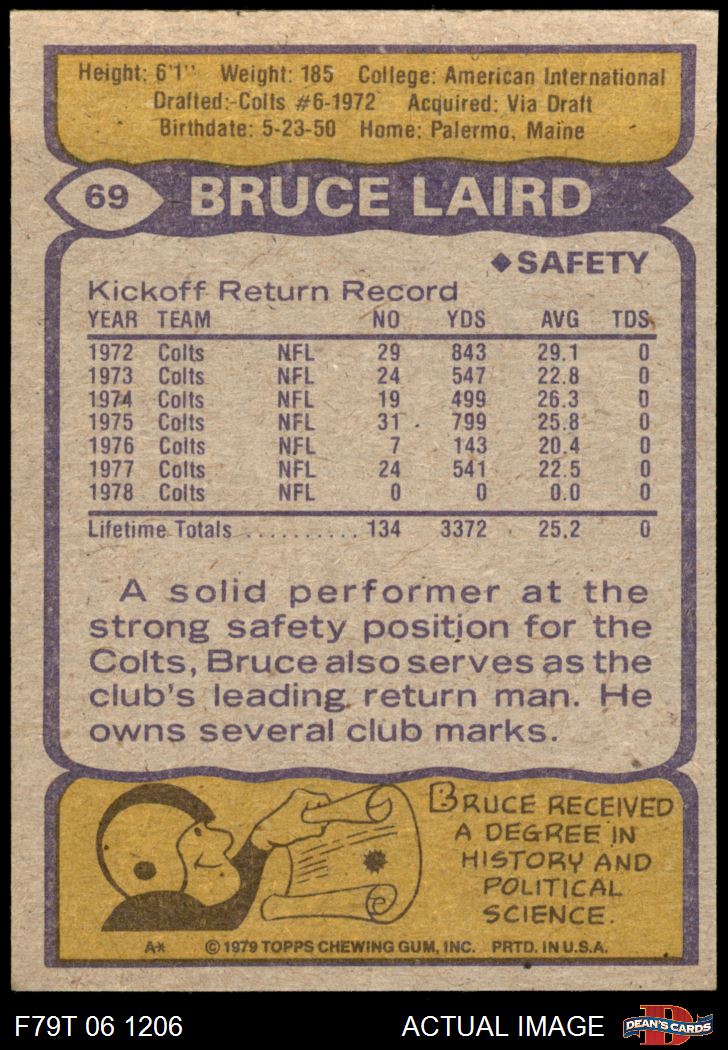 Height: 6'1" Weight: 185 College: American International
Drafted:-Colts #6-1972 Acquired: Via Draft
Birthdate: 5-23-50 Home: Palermo, Maine
69 BRUCE LAIRD
◆SAFETY
Kickoff Return Record
YEAR TEAM NO YDS AVG TDS
1972 Colts NFL 29 843 29.1 0
1973 Colts NFL 24 547 22.8 0
1974 Colts NFL 19 499 26.3 0
1975 Colts NFL 31 799 25.8 0
1976 Colts NFL 7 143 20.4 0
1977 Colts NFL 24 541 22.5 0
1978 Colts NFL 0 0 0.0 0
Lifetime Totals .......... 134 3372 25.2 0
A solid performer at the
strong safety position for the
Colts, Bruce also serves as the
club's leading return man. He
owns several club marks.
BRUCE RECEIVED
A DEGREE IN
HISTORY AND
POLITICAL
SCIENCE.
A* © 1979 TOPPS CHEWING GUM, INC. PRTD. IN U.S.A.
F79T 06 1206 ACTUAL IMAGE D DEAN'S CARDS